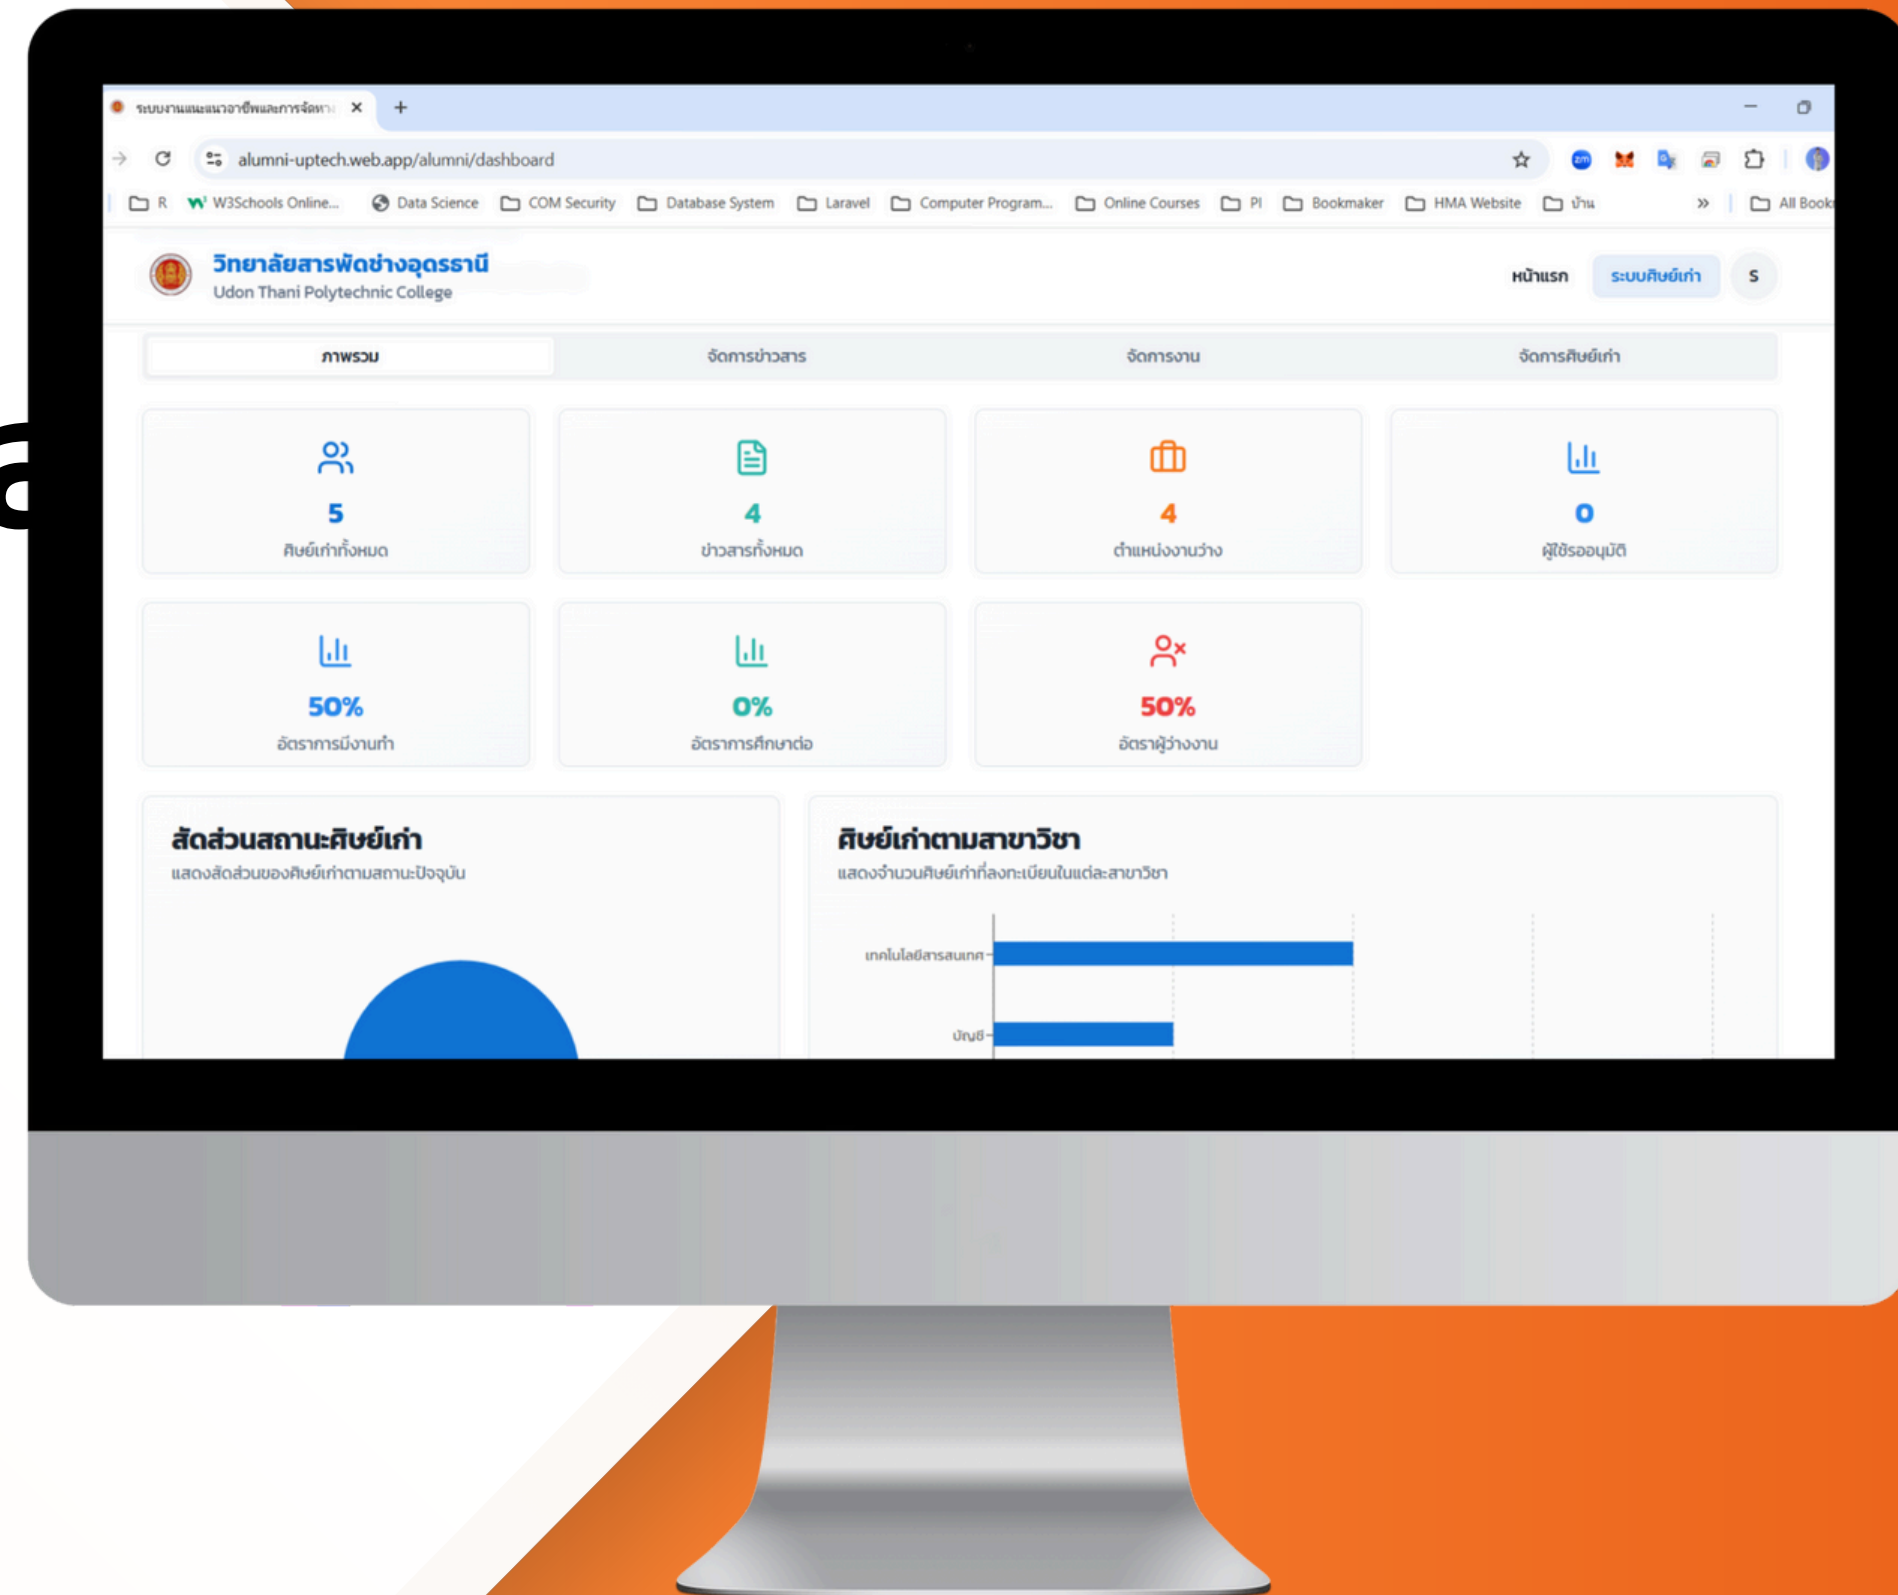 ระบบงานแนะแนวอาชีพและการจัดหาง
alumni-uptech.web.app/alumni/dashboard
R W3Schools Online... Data Science COM Security Database System Laravel Computer Program... Online Courses PI Bookmaker HMA Website บ้าน » All Book
วิทยาลัยสารพัดช่างอุดรธานี
Udon Thani Polytechnic College
หน้าแรก ระบบศิษย์เก่า S
ภาพรวม จัดการข่าวสาร จัดการงาน จัดการศิษย์เก่า
5 4 4 0
ศิษย์เก่าทั้งหมด ข่าวสารทั้งหมด ตำแหน่งงานว่าง ผู้ใช้รออนุมัติ
50% 0% 50%
อัตราการมีงานทำ อัตราการศึกษาต่อ อัตราผู้ว่างงาน
สัดส่วนสถานะศิษย์เก่า
แสดงสัดส่วนของศิษย์เก่าตามสถานะปัจจุบัน
ศิษย์เก่าตามสาขาวิชา
แสดงจำนวนศิษย์เก่าที่ลงทะเบียนในแต่ละสาขาวิชา
เทคโนโลยีสารสนเทศ
บัญชี